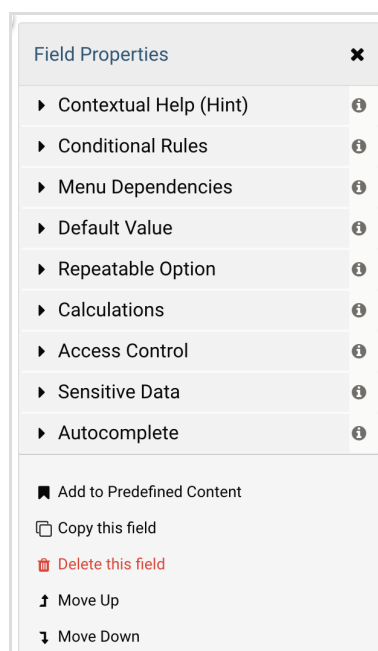 Field Properties
Contextual Help (Hint)
Conditional Rules
Menu Dependencies
Default Value
Repeatable Option
Calculations
Access Control
Sensitive Data
Autocomplete
Add to Predefined Content
Copy this field
Delete this field
Move Up
Move Down